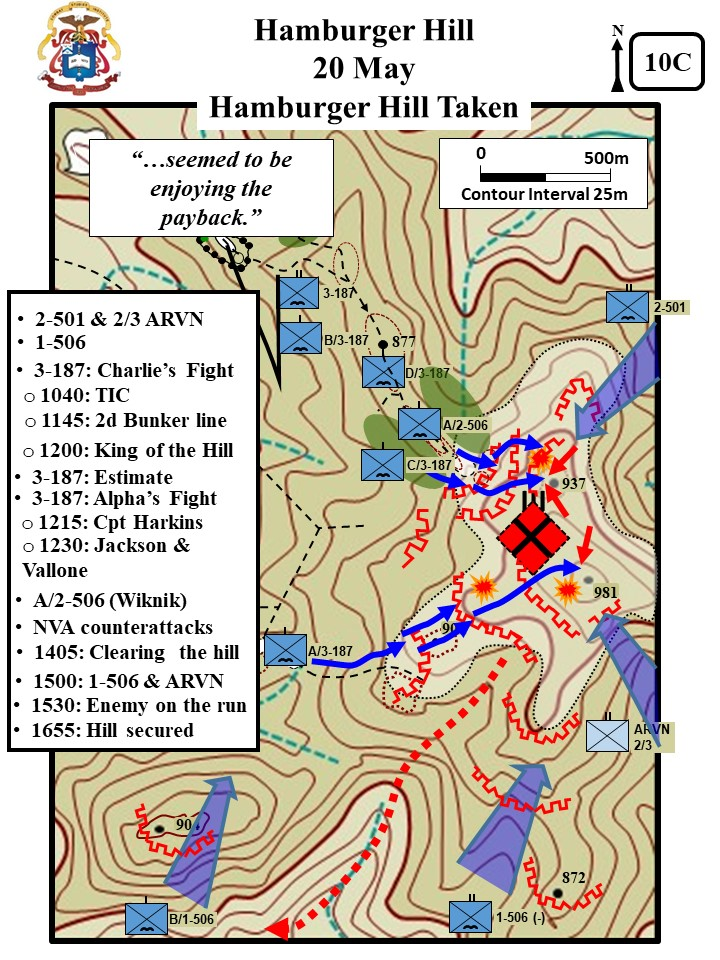 Hamburger Hill
20 May
Hamburger Hill Taken
N
10C
“…seemed to be
enjoying the
payback.”
0 500m
Contour Interval 25m
• 2-501 & 2/3 ARVN
• 1-506
• 3-187: Charlie’s Fight
o 1040: TIC
o 1145: 2d Bunker line
o 1200: King of the Hill
• 3-187: Estimate
• 3-187: Alpha’s Fight
o 1215: Cpt Harkins
o 1230: Jackson &
Vallone
• A/2-506 (Wiknik)
• NVA counterattacks
• 1405: Clearing the hill
• 1500: 1-506 & ARVN
• 1530: Enemy on the run
• 1655: Hill secured
3-187
B/3-187
877
D/3-187
2-501
A/2-506
C/3-187
937
981
90
A/3-187
ARVN
2/3
90
872
B/1-506
1-506 (-)